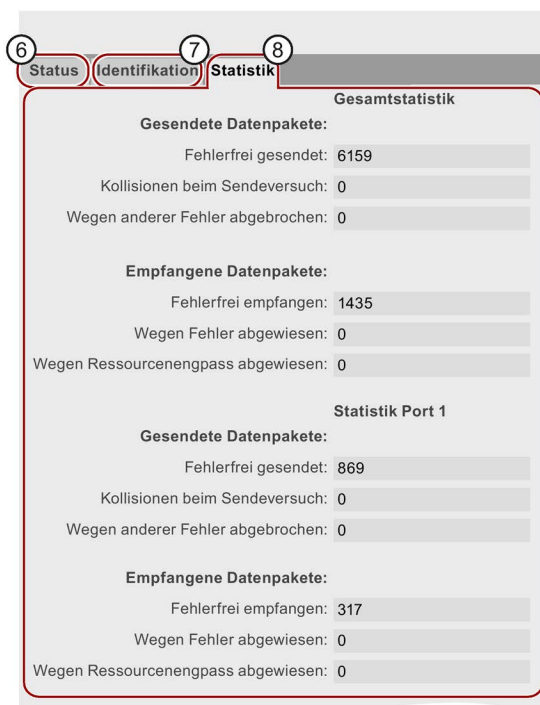 6 7 8
Status Identifikation Statistik
Gesamtstatistik
Gesendete Datenpakete:
Fehlerfrei gesendet: 6159
Kollisionen beim Sendeversuch: 0
Wegen anderer Fehler abgebrochen: 0
Empfangene Datenpakete:
Fehlerfrei empfangen: 1435
Wegen Fehler abgewiesen: 0
Wegen Ressourcenengpass abgewiesen: 0
Statistik Port 1
Gesendete Datenpakete:
Fehlerfrei gesendet: 869
Kollisionen beim Sendeversuch: 0
Wegen anderer Fehler abgebrochen: 0
Empfangene Datenpakete:
Fehlerfrei empfangen: 317
Wegen Fehler abgewiesen: 0
Wegen Ressourcenengpass abgewiesen: 0